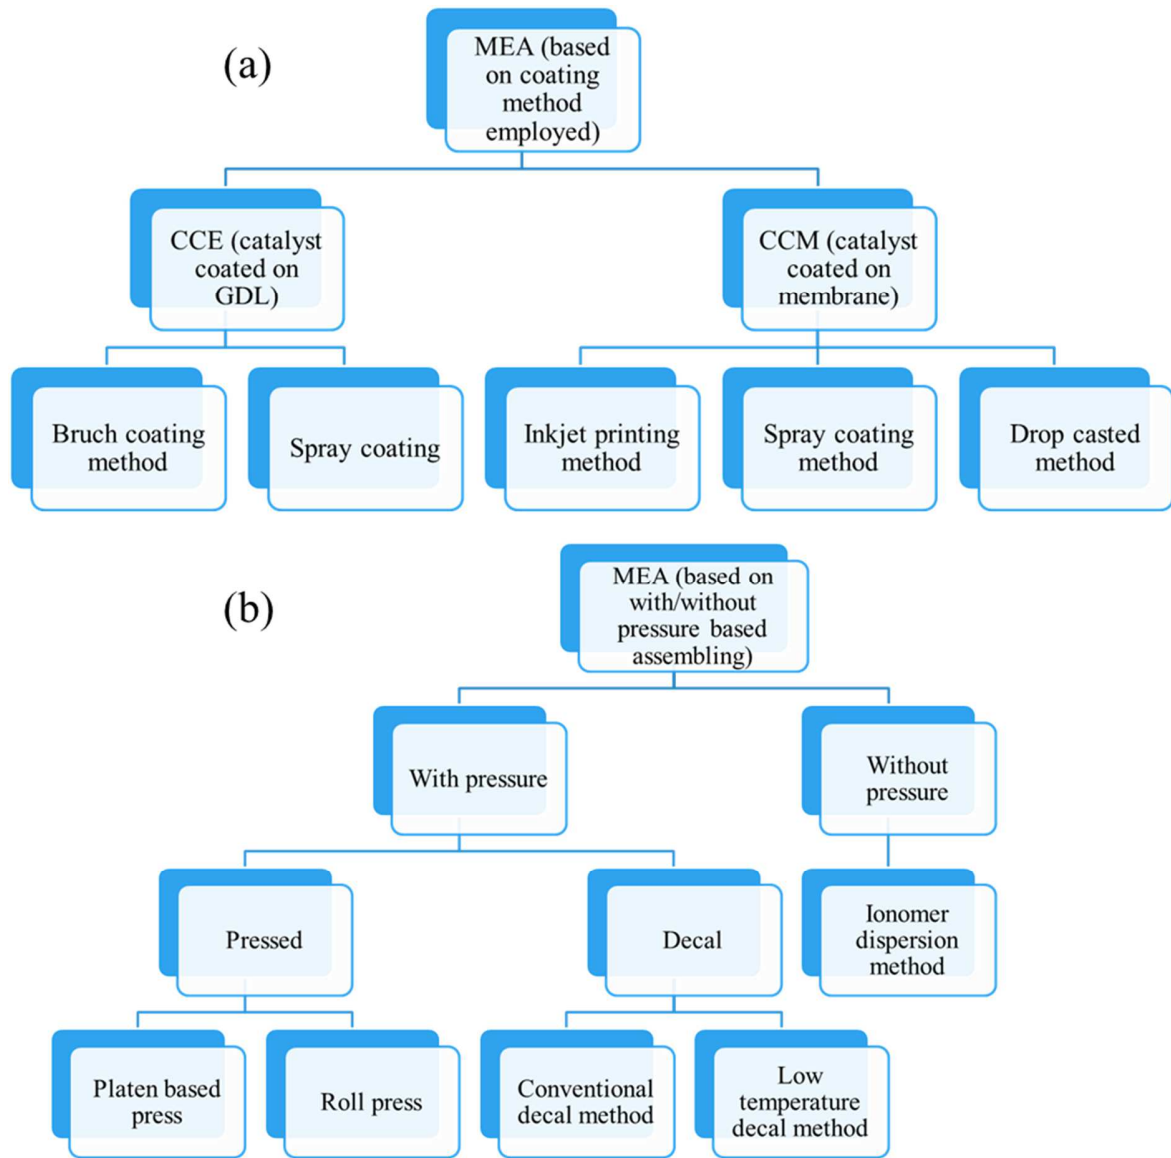 (a)
MEA (based
on coating
method
employed)
CCE (catalyst
coated on
GDL)
CCM (catalyst
coated on
membrane)
Bruch coating
method
Spray coating
Inkjet printing
method
Spray coating
method
Drop casted
method
(b)
MEA (based on
with/without
pressure based
assembling)
With pressure
Without
pressure
Pressed
Decal
Ionomer
dispersion
method
Platen based
press
Roll press
Conventional
decal method
Low
temperature
decal method